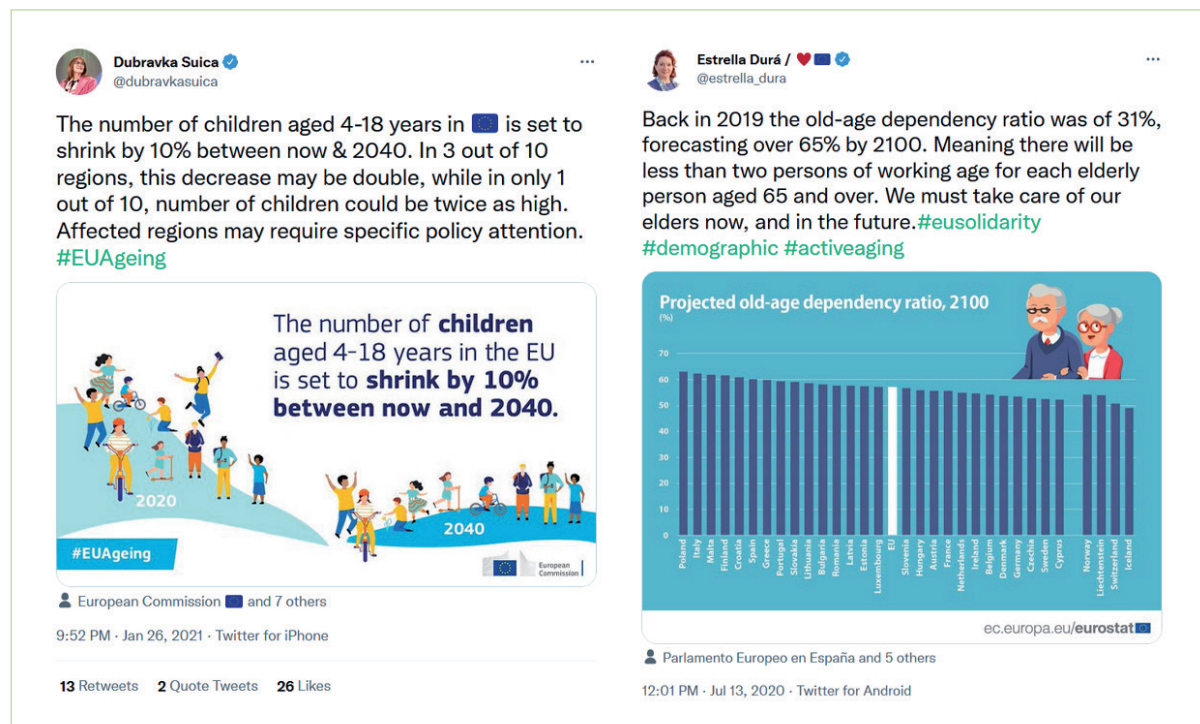 Dubravka Suica
@dubravkasuica
The number of children aged 4-18 years in 🇪🇺 is set to
shrink by 10% between now & 2040. In 3 out of 10
regions, this decrease may be double, while in only 1
out of 10, number of children could be twice as high.
Affected regions may require specific policy attention.
#EUAgeing
The number of children
aged 4-18 years in the EU
is set to shrink by 10%
between now and 2040.
2020
2040
#EUAgeing
European
Commission
European Commission 🇪🇺 and 7 others
9:52 PM · Jan 26, 2021 · Twitter for iPhone
13 Retweets 2 Quote Tweets 26 Likes
Estrella Durá / ❤️🇪🇺
@estrella_dura
Back in 2019 the old-age dependency ratio was of 31%,
forecasting over 65% by 2100. Meaning there will be
less than two persons of working age for each elderly
person aged 65 and over. We must take care of our
elders now, and in the future.#eusolidarity
#demographic #activeaging
Projected old-age dependency ratio, 2100
(%)
70
60
50
40
30
20
10
0
Poland
Italy
Malta
Finland
Croatia
Spain
Greece
Portugal
Slovakia
Lithuania
Bulgaria
Romania
Latvia
Estonia
Luxembourg
EU
Slovenia
Hungary
Austria
France
Netherlands
Ireland
Belgium
Denmark
Germany
Czechia
Sweden
Cyprus
Norway
Liechtenstein
Switzerland
Iceland
ec.europa.eu/eurostat
Parlamento Europeo en España and 5 others
12:01 PM · Jul 13, 2020 · Twitter for Android